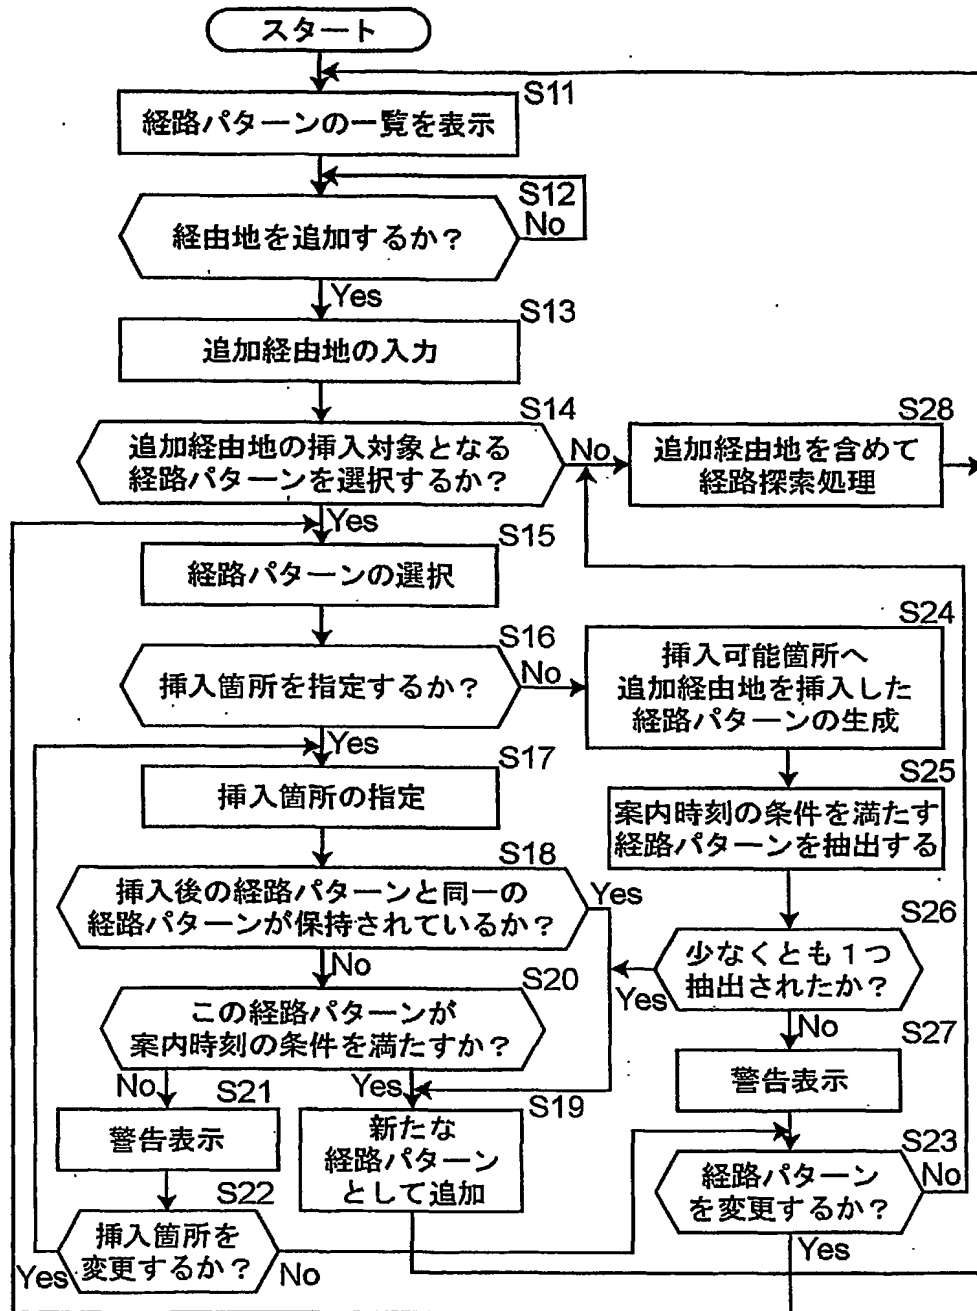 スタート
S11
経路パターンの一覧を表示
S12
経由地を追加するか？
No
Yes
S13
追加経由地の入力
S14
追加経由地の挿入対象となる
経路パターンを選択するか？
No
S28
追加経由地を含めて
経路探索処理
Yes
S15
経路パターンの選択
S16
挿入箇所を指定するか？
No
S24
挿入可能箇所へ
追加経由地を挿入した
経路パターンの生成
Yes
S17
挿入箇所の指定
S25
案内時刻の条件を満たす
経路パターンを抽出する
S18
挿入後の経路パターンと同一の
経路パターンが保持されているか？
Yes
No
S26
少なくとも１つ
抽出されたか？
Yes
No
S20
この経路パターンが
案内時刻の条件を満たすか？
No
Yes
S27
警告表示
S21
警告表示
S19
新たな
経路パターン
として追加
S23
経路パターン
を変更するか？
No
Yes
S22
挿入箇所を
変更するか？
Yes
No